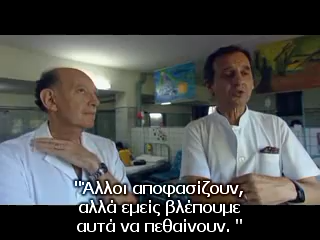 "Άλλοι αποφασίζουν,
αλλά εμείς βλέπουμε
αυτά να πεθαίνουν. "